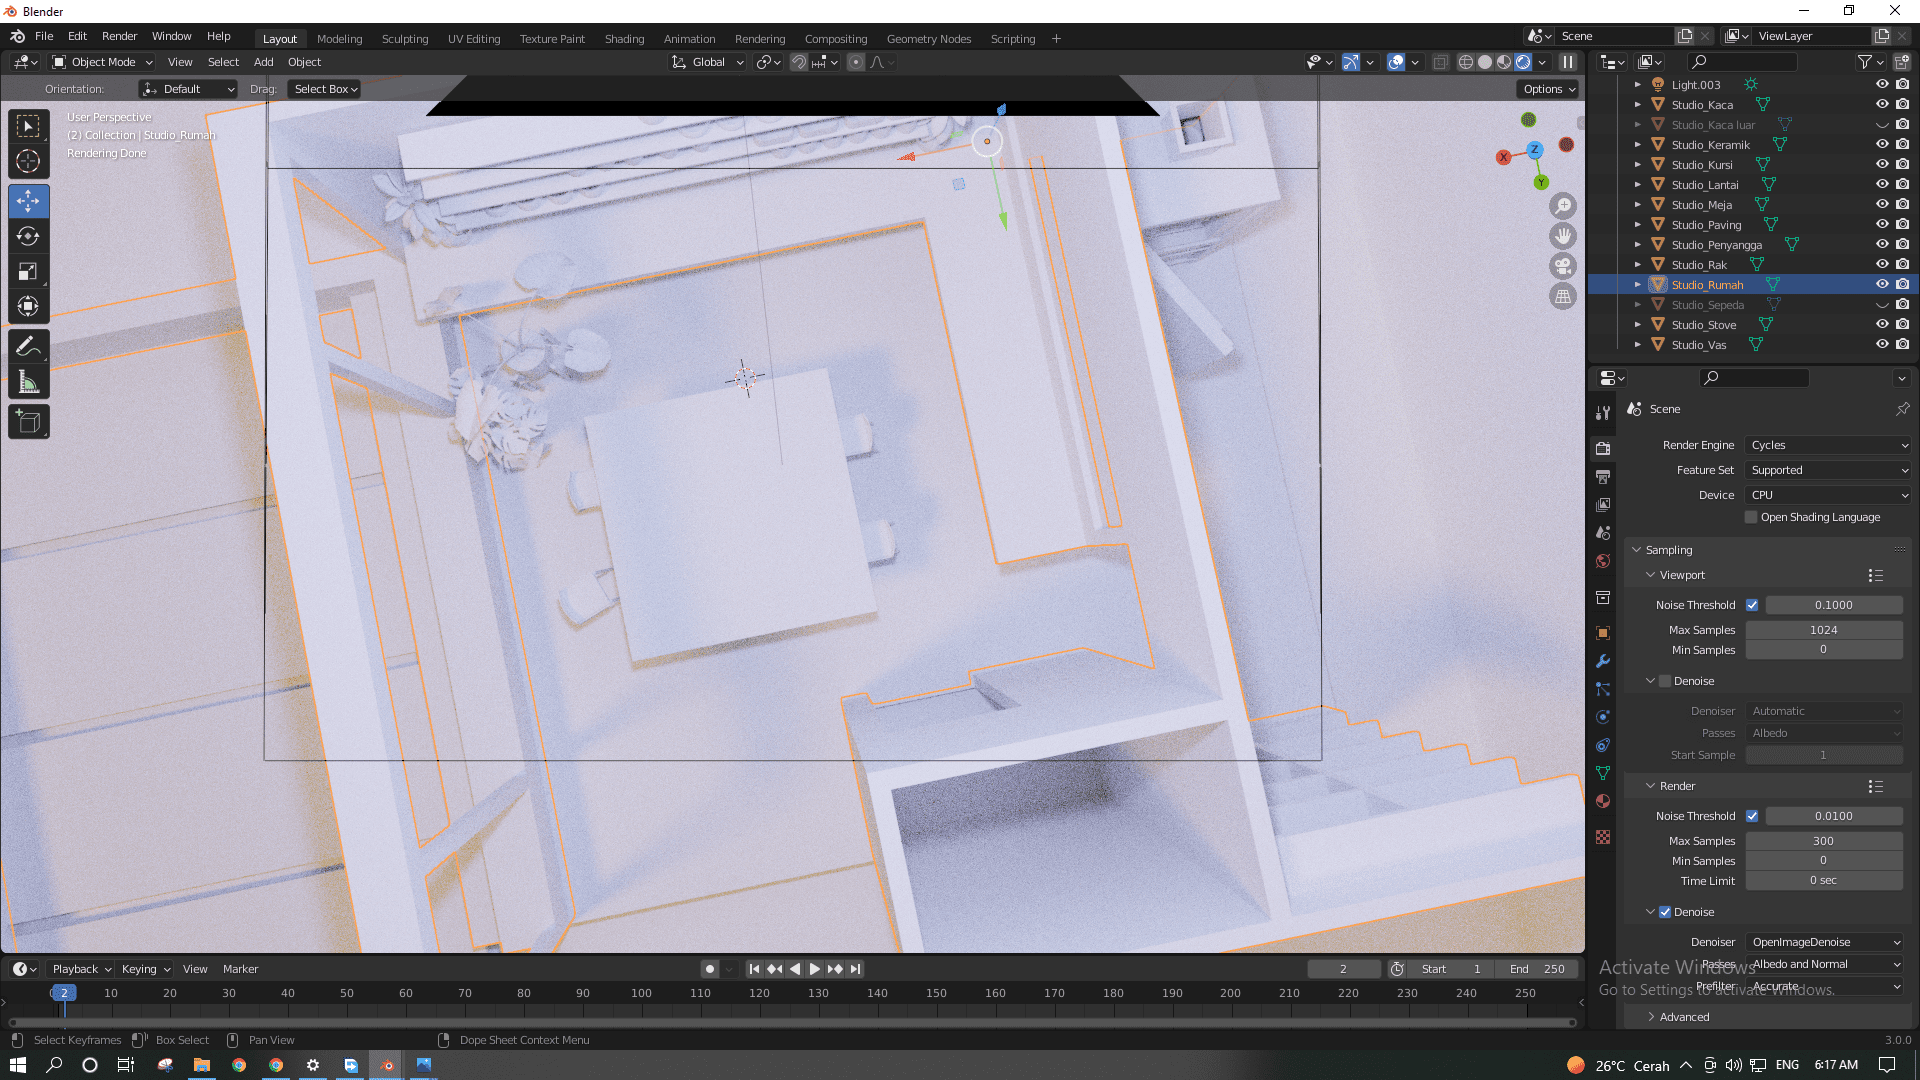 Blender
File Edit Render Window Help
Layout Modeling Sculpting UV Editing Texture Paint Shading Animation Rendering Compositing Geometry Nodes Scripting +
Scene
ViewLayer
Object Mode View Select Add Object
Global
Orientation: Default Drag: Select Box
Options
User Perspective
(2) Collection | Studio_Rumah
Rendering Done
X
Z
Y
Light.003
Studio_Kaca
Studio_Kaca luar
Studio_Keramik
Studio_Kursi
Studio_Lantai
Studio_Meja
Studio_Paving
Studio_Penyangga
Studio_Rak
Studio_Rumah
Studio_Sepeda
Studio_Stove
Studio_Vas
Scene
Render Engine Cycles
Feature Set Supported
Device CPU
Open Shading Language
Sampling
Viewport
Noise Threshold 0.1000
Max Samples 1024
Min Samples 0
Denoise
Denoiser Automatic
Passes Albedo
Start Sample 1
Render
Noise Threshold 0.0100
Max Samples 300
Min Samples 0
Time Limit 0 sec
Denoise
Denoiser OpenImageDenoise
Passes Albedo and Normal
Prefilter Accurate
Advanced
Activate Windows
Go to Settings to activate Windows.
Playback Keying View Marker
2 Start 1 End 250
0 2 10 20 30 40 50 60 70 80 90 100 110 120 130 140 150 160 170 180 190 200 210 220 230 240 250
Select Keyframes Box Select Pan View Dope Sheet Context Menu
3.0.0
26°C Cerah ENG 6:17 AM